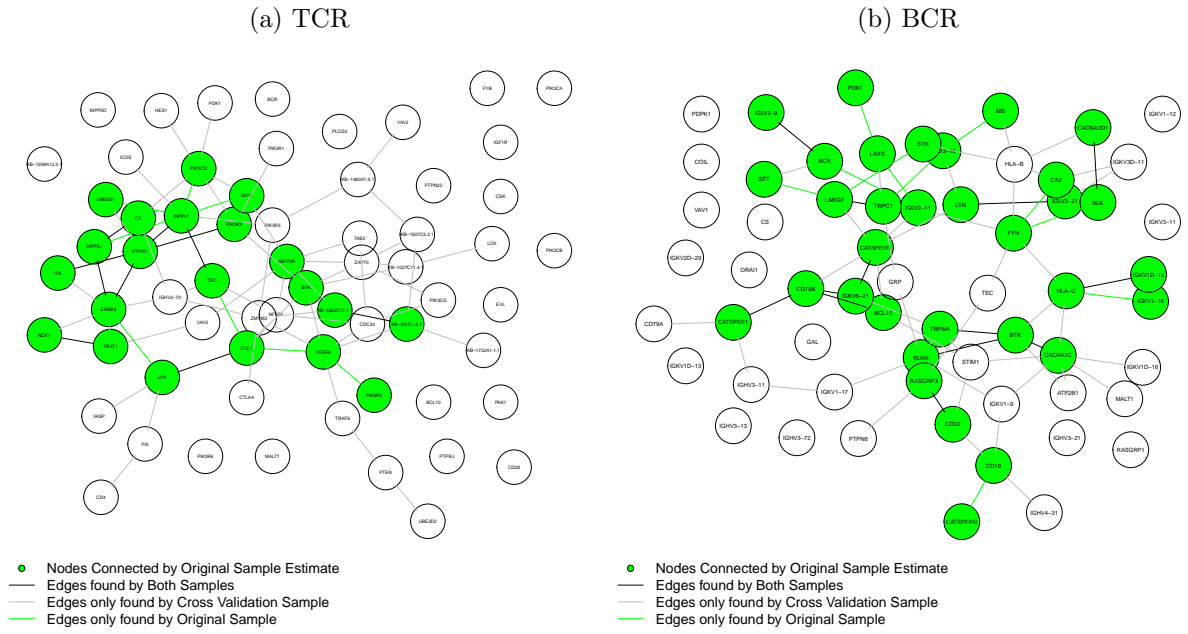 (a) TCR
(b) BCR
FYB
PIK3CA
INPP5D
HES1
PDK1
BCR
PLCG2
VAV2
IGF1R
ICOS
PIK3R1
PIK3CD
PTPN22
CSK
UBE2D1
INPPL1
PIK3R5
TAB2
LCK
PIK3CB
INPP5J
PTPRC
INPP5K
ZAP70
ITK
TEC
SYK
IGHV2-70
PIK3CG
EVL
ERBB3
VAV3
CDC34
NCK1
TRAT1
CUL1
VEGFA
LYN
PIK3R3
CTLA4
BCL10
PAK1
VASP
TRAF6
PI3
PIK3R6
MALT1
PTPRJ
CD28
PTEN
CD4
UBE2D2
PDK1
IGLV3-9
PDPK1
MB
IGKV1-12
CACNA2D1
SYK
COIL
BCR
LARS
HLA-B
IGKV3D-11
SET
CA2
LARGE
TRPC1
IGLV2-11
LYN
IGLV3-21
BLK
VAV1
CS
FYN
IGKV3-11
CATSPER5
IGKV2D-29
ORAI1
GRP
TEC
HLA-C
IGKV1D-12
CD79B
IGKV6-21
IGKV1-16
BCL10
CD79A
CATSPER1
TRPM4
BTK
GAL
BLNK
STIM1
CACNA1C
IGKV1D-13
IGKV1D-16
RASGRP3
IGHV3-11
IGKV1-17
ATP2B1
MALT1
IGKV1-9
IGHV3-13
CD22
IGHV3-72
PTPN6
IGHV3-21
RASGRP1
CD19
IGHV4-31
CATSPERG
Nodes Connected by Original Sample Estimate
Edges found by Both Samples
Edges only found by Cross Validation Sample
Edges only found by Original Sample
Nodes Connected by Original Sample Estimate
Edges found by Both Samples
Edges only found by Cross Validation Sample
Edges only found by Original Sample